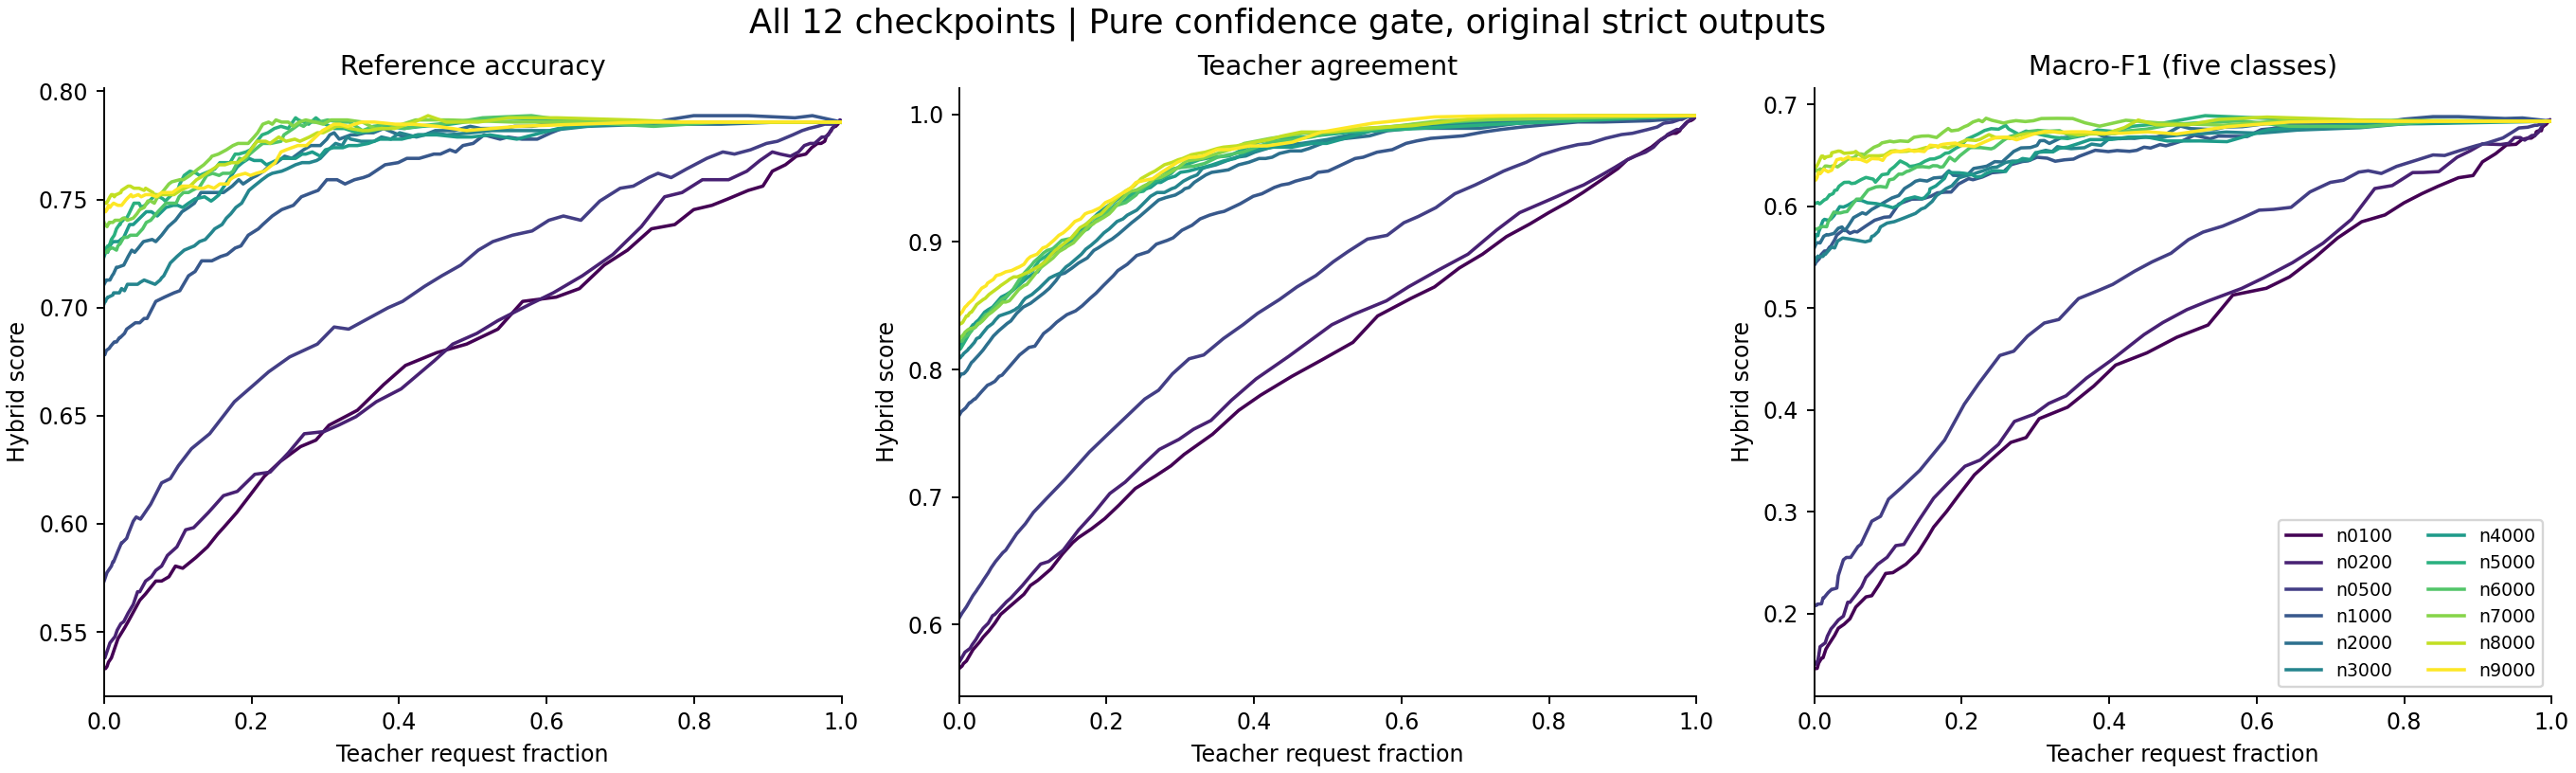 All 12 checkpoints | Pure confidence gate, original strict outputs
Reference accuracy
Hybrid score
0.80
0.75
0.70
0.65
0.60
0.55
0.0 0.2 0.4 0.6 0.8 1.0
Teacher request fraction
Teacher agreement
Hybrid score
1.0
0.9
0.8
0.7
0.6
0.0 0.2 0.4 0.6 0.8 1.0
Teacher request fraction
Macro-F1 (five classes)
Hybrid score
0.7
0.6
0.5
0.4
0.3
0.2
0.0 0.2 0.4 0.6 0.8 1.0
Teacher request fraction
n0100
n0200
n0500
n1000
n2000
n3000
n4000
n5000
n6000
n7000
n8000
n9000